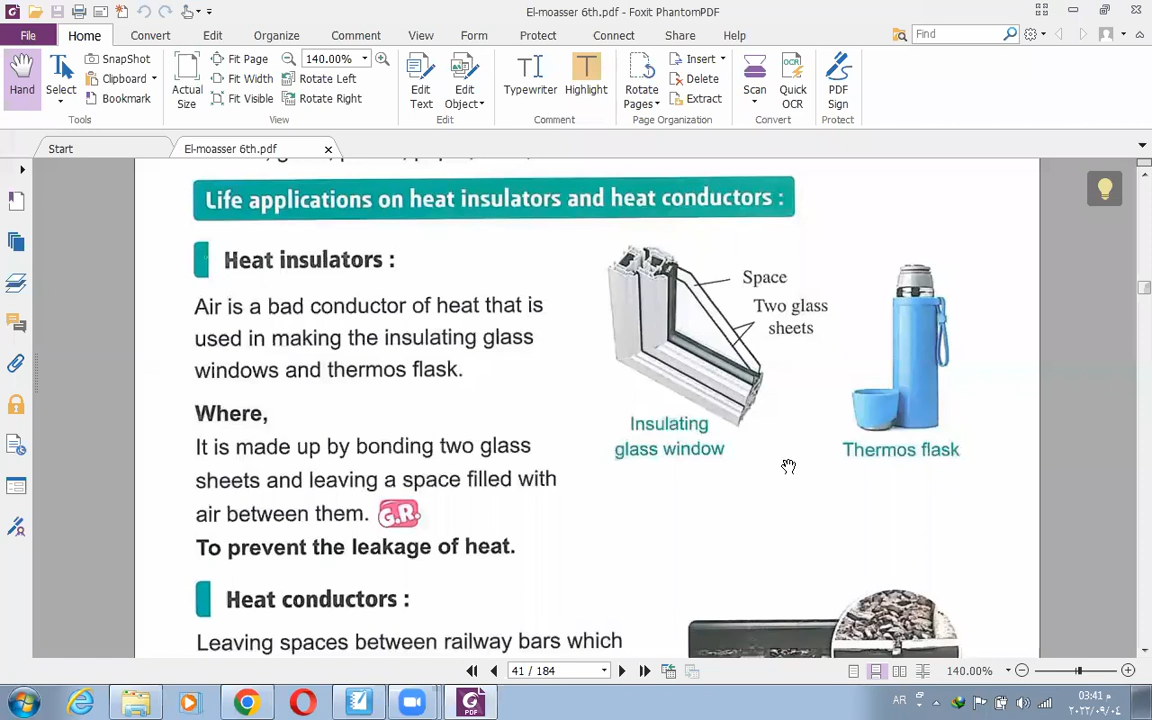 El-moasser 6th.pdf - Foxit PhantomPDF
File Home Convert Edit Organize Comment View Form Protect Connect Share Help
Find
Hand
Select
SnapShot
Clipboard
Bookmark
Tools
Actual Size
Fit Page
Fit Width
Fit Visible
140.00%
Rotate Left
Rotate Right
View
Edit Text
Edit Object
Edit
Typewriter
Highlight
Comment
Rotate Pages
Insert
Delete
Extract
Page Organization
Scan
Quick OCR
Convert
PDF Sign
Protect
Start
El-moasser 6th.pdf
Life applications on heat insulators and heat conductors :
Heat insulators :
Air is a bad conductor of heat that is
used in making the insulating glass
windows and thermos flask.
Where,
It is made up by bonding two glass
sheets and leaving a space filled with
air between them. G.R.
To prevent the leakage of heat.
Space
Two glass
sheets
Insulating
glass window
Thermos flask
Heat conductors :
Leaving spaces between railway bars which
41 / 184
140.00%
AR
03:41 م
٢٠٢٢/٠٩/٠٤